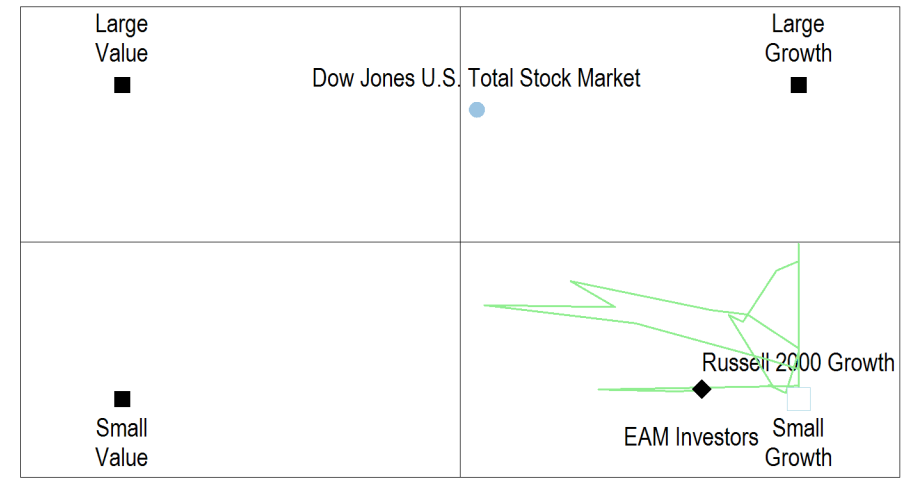 Large
Value
Large
Growth
Dow Jones U.S. Total Stock Market
Russell 2000 Growth
EAM Investors
Small
Value
Small
Growth